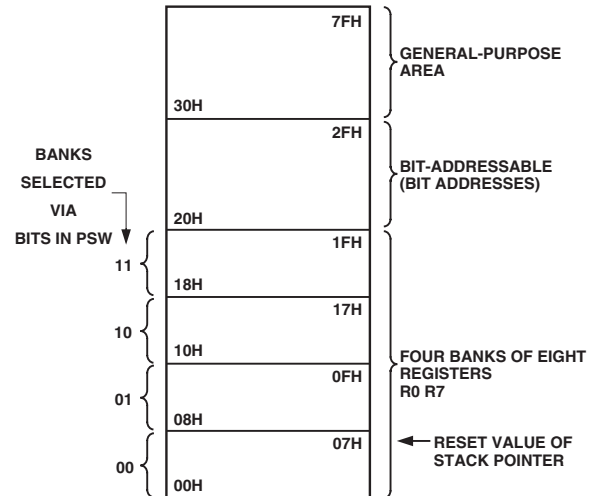 7FH
GENERAL-PURPOSE
AREA
30H
2FH
BANKS
SELECTED
VIA
BITS IN PSW
BIT-ADDRESSABLE
(BIT ADDRESSES)
20H
1FH
11
18H
17H
10
10H
FOUR BANKS OF EIGHT
REGISTERS
R0 R7
0FH
01
08H
07H
RESET VALUE OF
STACK POINTER
00
00H